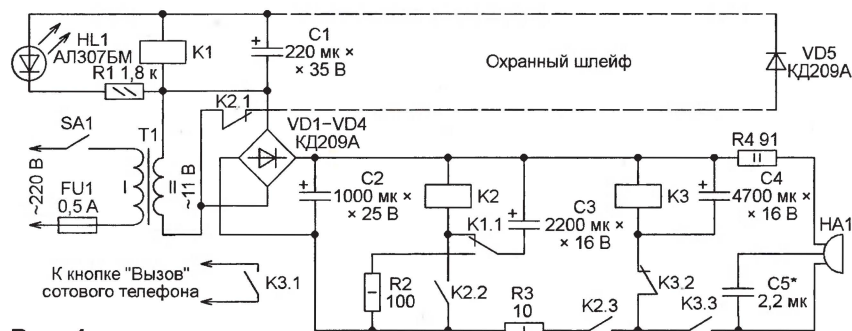 HL1
АЛ307БМ
R1 1,8 к
K1
C1
220 мк ×
× 35 В
Охранный шлейф
VD5
КД209А
K2.1
SA1
T1
~220 В
FU1
0,5 А
I
II
~11 В
VD1–VD4
КД209А
C2
1000 мк ×
× 25 В
K2
K1.1
C3
2200 мк ×
× 16 В
K3
C4
4700 мк ×
× 16 В
R4 91
HA1
К кнопке "Вызов"
сотового телефона
K3.1
R2
100
K2.2
R3
10
K2.3
K3.2
K3.3
C5*
2,2 мк